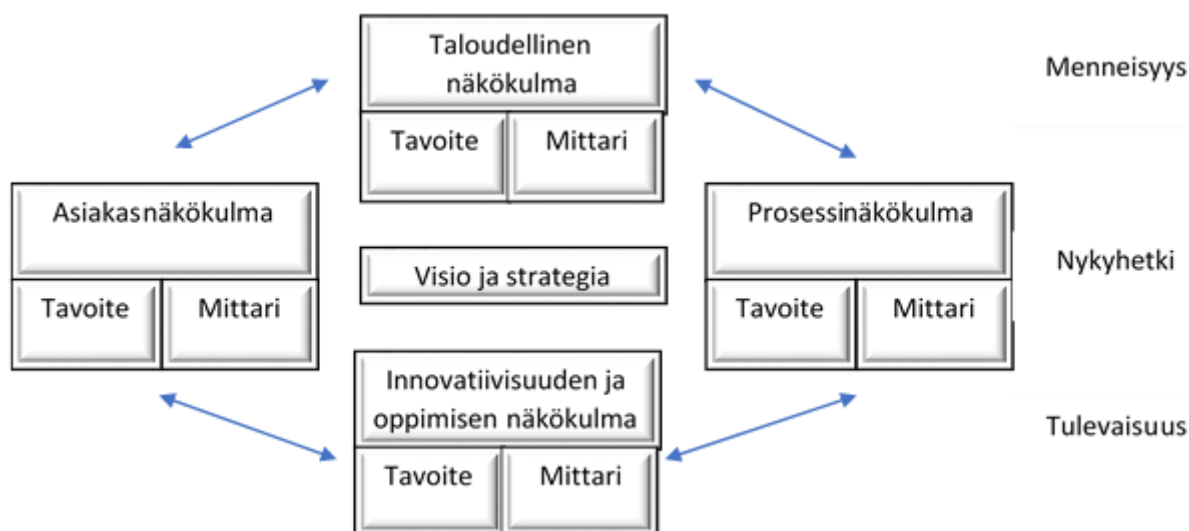 Taloudellinen
näkökulma
Menneisyys
Tavoite
Mittari
Asiakasnäkökulma
Prosessinäkökulma
Visio ja strategia
Nykyhetki
Tavoite
Mittari
Tavoite
Mittari
Innovatiivisuuden ja
oppimisen näkökulma
Tulevaisuus
Tavoite
Mittari